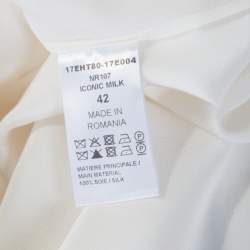 17EHT80-17E004
NR107
ICONIC MILK
42
MADE IN
ROMANIA
MATIERE PRINCIPALE /
MAIN MATERIAL
100% SOIE / SILK